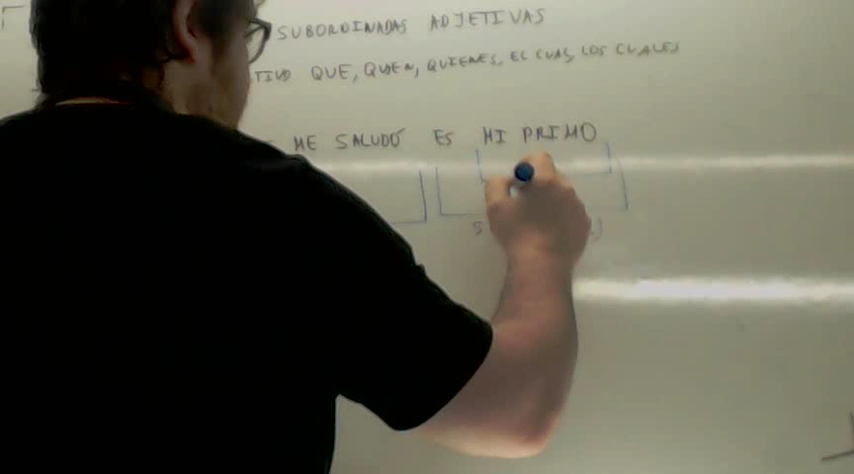 SUBORDINADAS ADJETIVAS
QUE, QUIEN, QUIENES, EL CUAL, LOS CUALES
ME SALUDÓ ES MI PRIMO